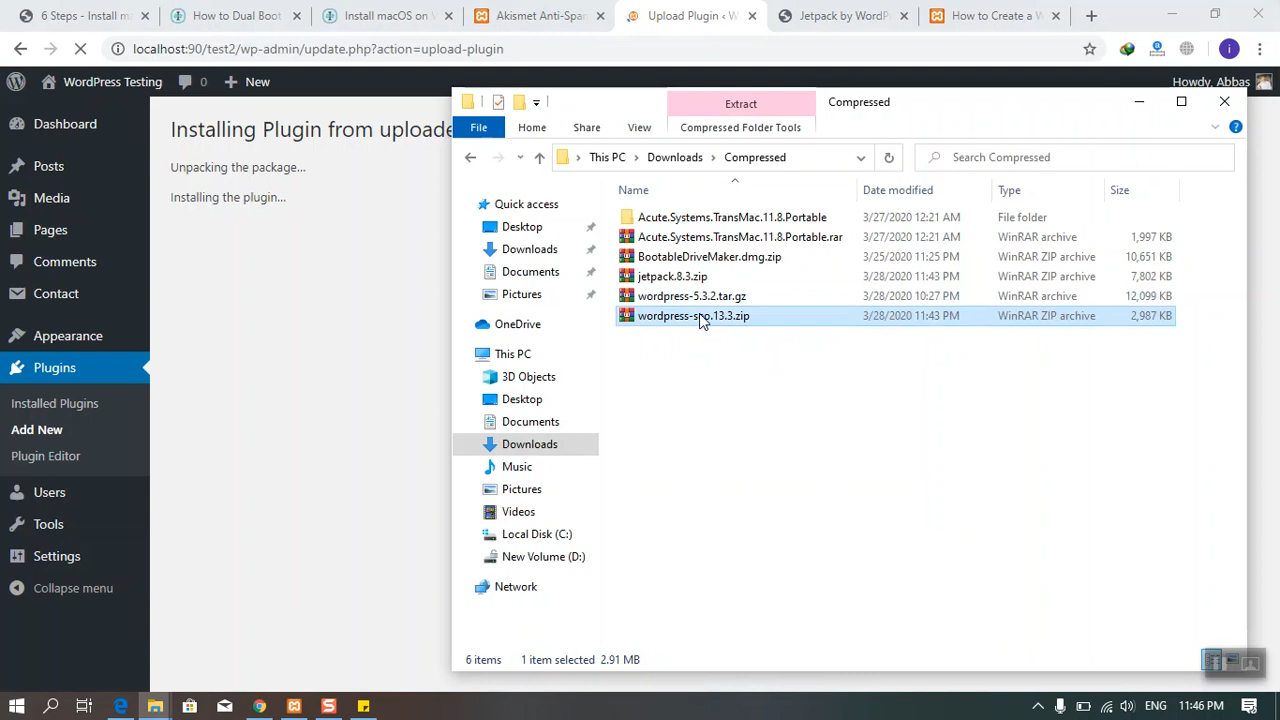 6 Steps - Install m
How to Dual Boot
Install macOS on
Akismet Anti-Spa
Upload Plugin ‹ W
Jetpack by WordP
How to Create a W
localhost:90/test2/wp-admin/update.php?action=upload-plugin
i
WordPress Testing
0
New
Howdy, Abbas
Dashboard
Posts
Media
Pages
Comments
Contact
Appearance
Plugins
Installed Plugins
Add New
Plugin Editor
Users
Tools
Settings
Collapse menu
Installing Plugin from uploade
Unpacking the package...
Installing the plugin...
Extract
Compressed
File
Home
Share
View
Compressed Folder Tools
This PC
Downloads
Compressed
Search Compressed
Quick access
Desktop
Downloads
Documents
Pictures
OneDrive
This PC
3D Objects
Desktop
Documents
Downloads
Music
Pictures
Videos
Local Disk (C:)
New Volume (D:)
Network
Name Date modified Type Size
Acute.Systems.TransMac.11.8.Portable 3/27/2020 12:21 AM File folder
Acute.Systems.TransMac.11.8.Portable.rar 3/27/2020 12:21 AM WinRAR archive 1,997 KB
BootableDriveMaker.dmg.zip 3/25/2020 11:25 PM WinRAR ZIP archive 10,651 KB
jetpack.8.3.zip 3/28/2020 11:43 PM WinRAR ZIP archive 7,802 KB
wordpress-5.3.2.tar.gz 3/28/2020 10:27 PM WinRAR archive 12,099 KB
wordpress-seo.13.3.zip 3/28/2020 11:43 PM WinRAR ZIP archive 2,987 KB
6 items 1 item selected 2.91 MB
ENG 11:46 PM